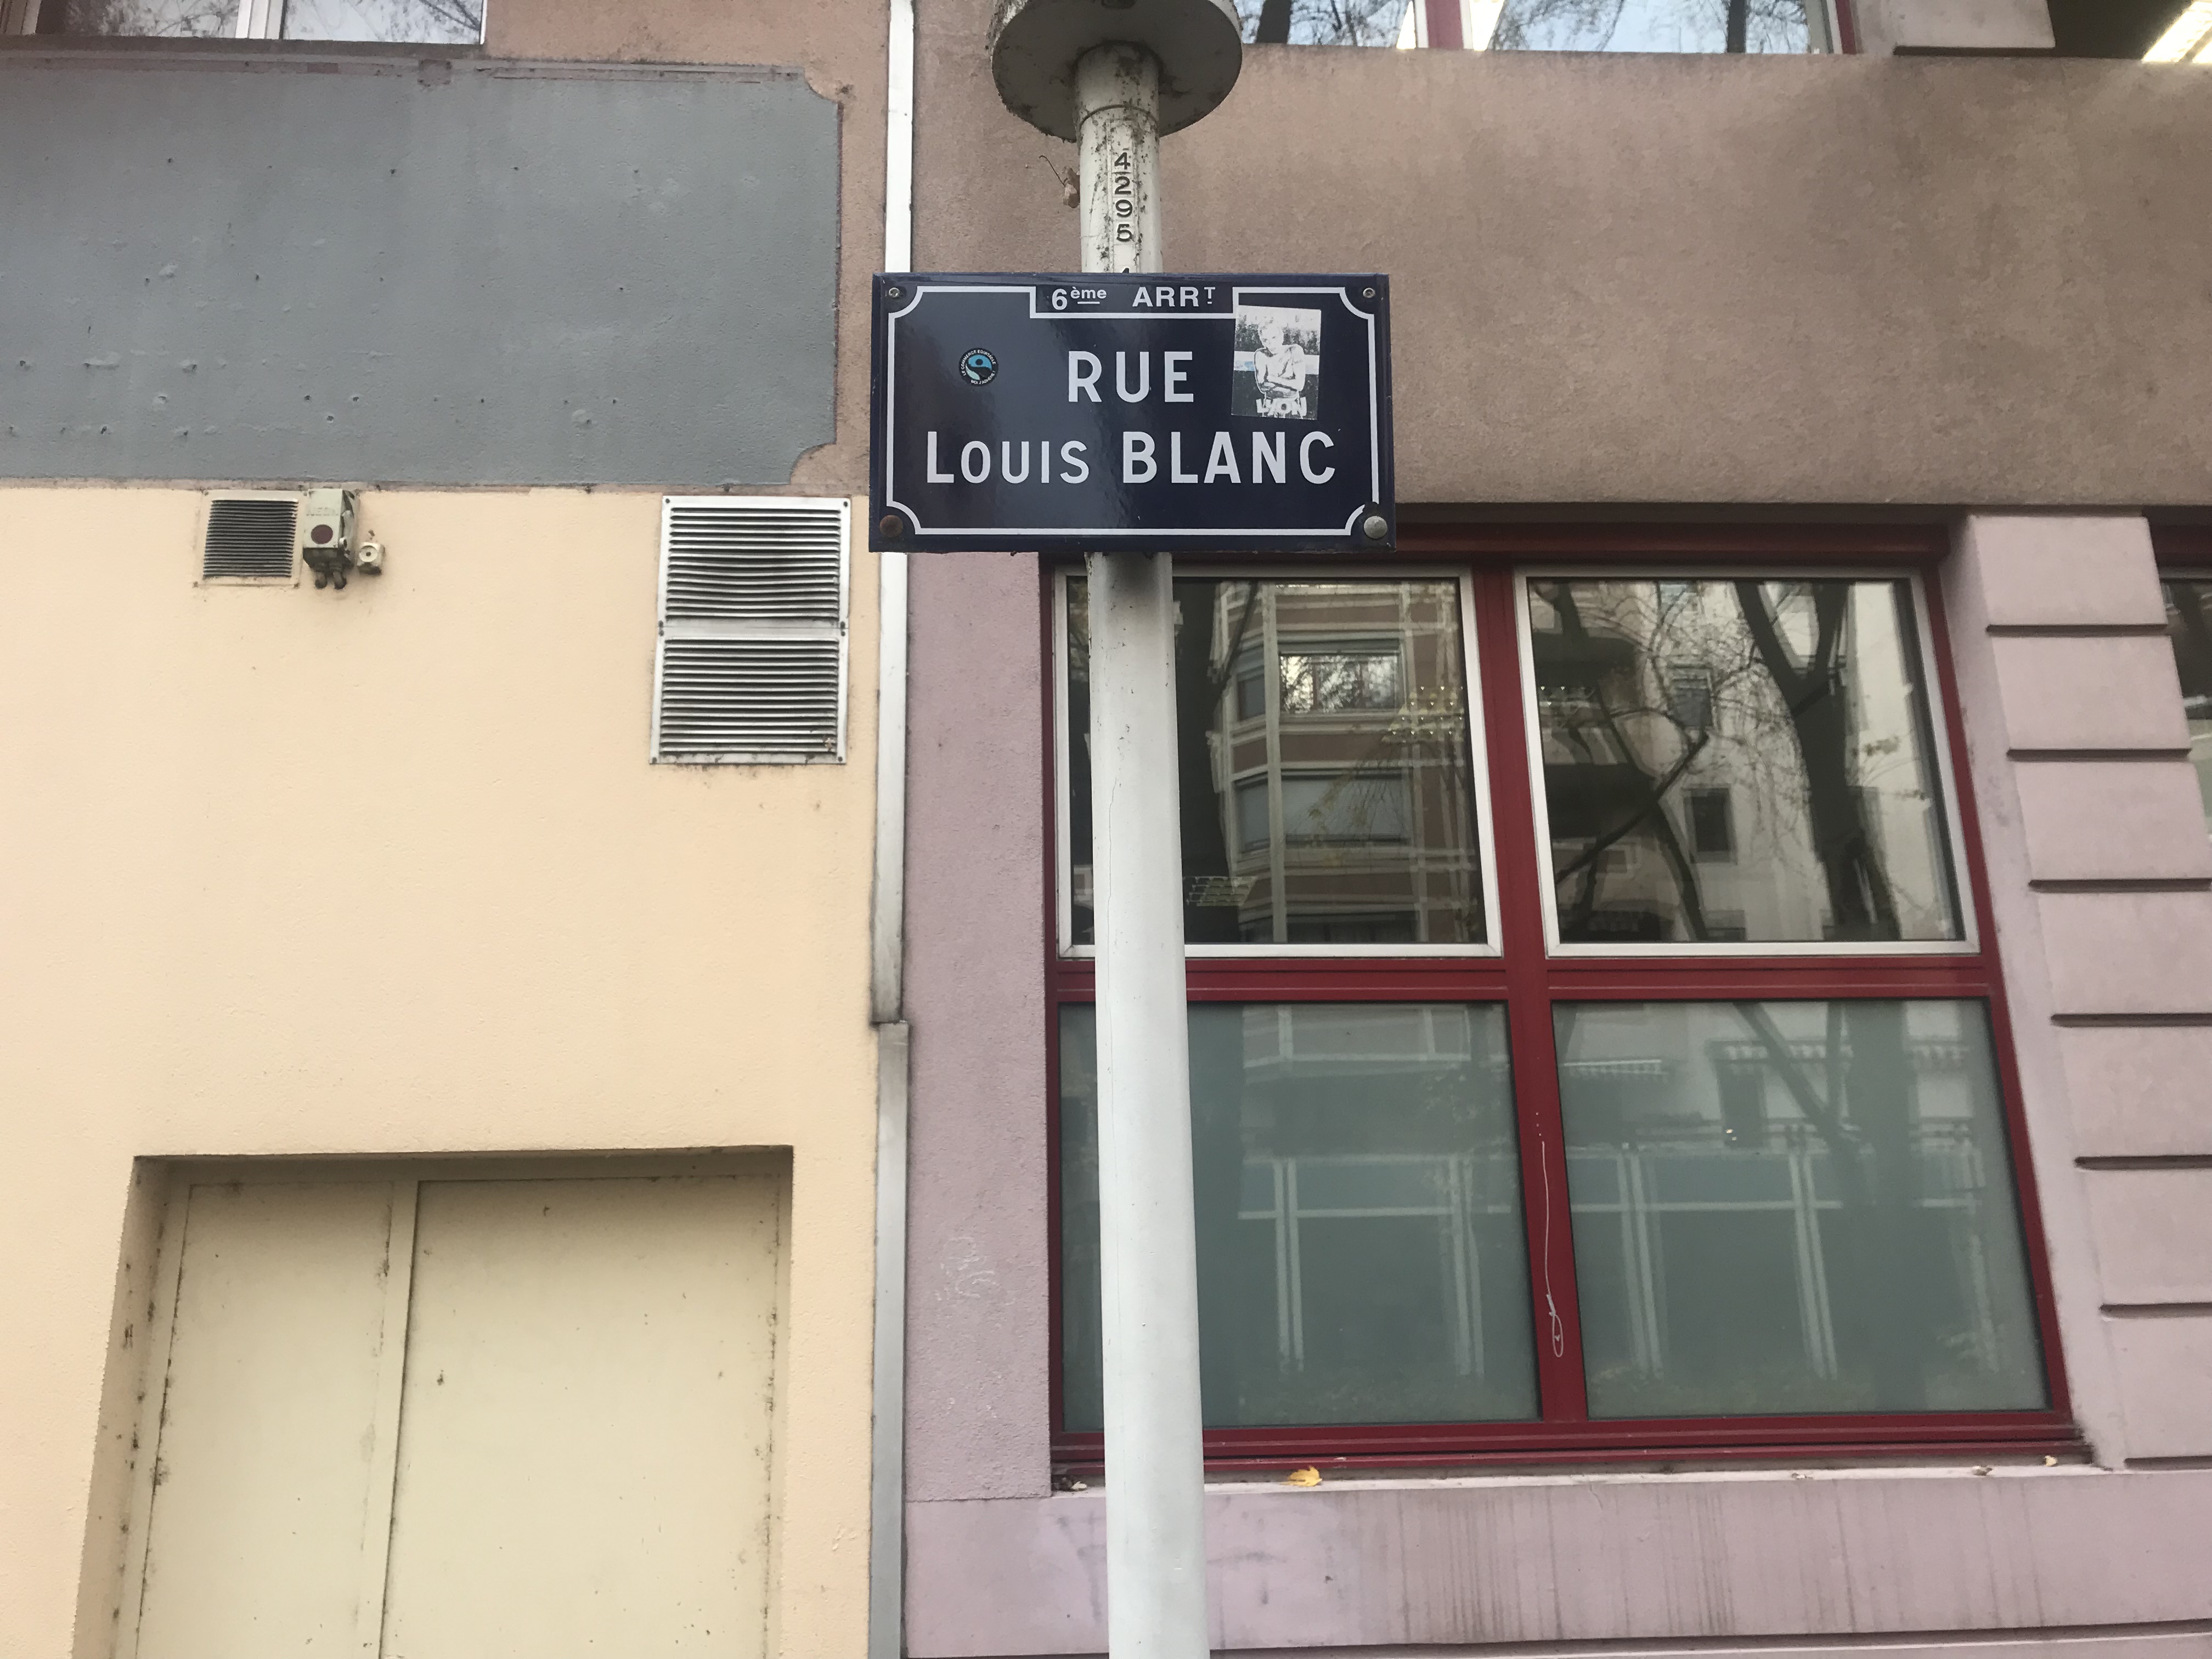 4295
6ème ARRT
RUE
LOUIS BLANC
LYON